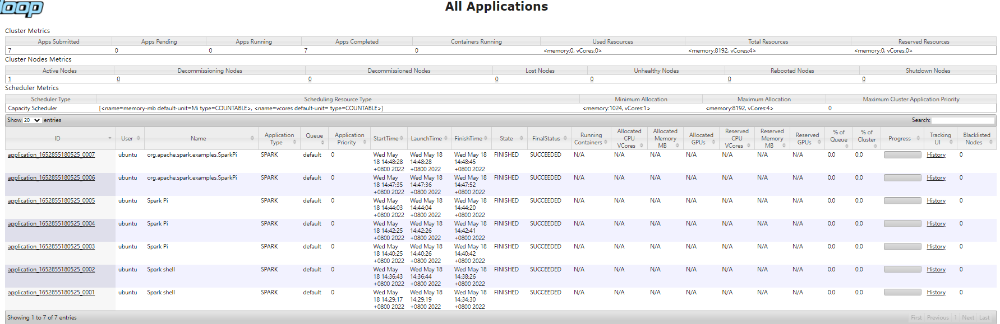 loop
All Applications
Cluster Metrics
Apps Submitted Apps Pending Apps Running Apps Completed Containers Running Used Resources Total Resources Reserved Resources
7 0 0 7 0 <memory:0, vCores:0> <memory:8192, vCores:4> <memory:0, vCores:0>
Cluster Nodes Metrics
Active Nodes Decommissioning Nodes Decommissioned Nodes Lost Nodes Unhealthy Nodes Rebooted Nodes Shutdown Nodes
1 0 0 0 0 0 0
Scheduler Metrics
Scheduler Type Scheduling Resource Type Minimum Allocation Maximum Allocation Maximum Cluster Application Priority
Capacity Scheduler [<name=memory-mb default-unit=Mi type=COUNTABLE>, <name=vcores default-unit= type=COUNTABLE>] <memory:1024, vCores:1> <memory:8192, vCores:4> 0
Show 20 entries Search:
ID User Name Application Type Queue Application Priority StartTime LaunchTime FinishTime State FinalStatus Running Containers Allocated CPU VCores Allocated Memory MB Allocated GPUs Reserved CPU VCores Reserved Memory MB Reserved GPUs % of Queue % of Cluster Progress Tracking UI Blacklisted Nodes
application_1652855180525_0007 ubuntu org.apache.spark.examples.SparkPi SPARK default 0 Wed May 18 14:48:28 +0800 2022 Wed May 18 14:48:28 +0800 2022 Wed May 18 14:48:45 +0800 2022 FINISHED SUCCEEDED N/A N/A N/A N/A N/A N/A N/A 0.0 0.0 History 0
application_1652855180525_0006 ubuntu org.apache.spark.examples.SparkPi SPARK default 0 Wed May 18 14:47:35 +0800 2022 Wed May 18 14:47:36 +0800 2022 Wed May 18 14:47:52 +0800 2022 FINISHED SUCCEEDED N/A N/A N/A N/A N/A N/A N/A 0.0 0.0 History 0
application_1652855180525_0005 ubuntu Spark Pi SPARK default 0 Wed May 18 14:44:03 +0800 2022 Wed May 18 14:44:04 +0800 2022 Wed May 18 14:44:20 +0800 2022 FINISHED SUCCEEDED N/A N/A N/A N/A N/A N/A N/A 0.0 0.0 History 0
application_1652855180525_0004 ubuntu Spark Pi SPARK default 0 Wed May 18 14:42:25 +0800 2022 Wed May 18 14:42:26 +0800 2022 Wed May 18 14:42:41 +0800 2022 FINISHED SUCCEEDED N/A N/A N/A N/A N/A N/A N/A 0.0 0.0 History 0
application_1652855180525_0003 ubuntu Spark Pi SPARK default 0 Wed May 18 14:40:25 +0800 2022 Wed May 18 14:40:26 +0800 2022 Wed May 18 14:40:42 +0800 2022 FINISHED SUCCEEDED N/A N/A N/A N/A N/A N/A N/A 0.0 0.0 History 0
application_1652855180525_0002 ubuntu Spark shell SPARK default 0 Wed May 18 14:36:43 +0800 2022 Wed May 18 14:36:44 +0800 2022 Wed May 18 14:38:26 +0800 2022 FINISHED SUCCEEDED N/A N/A N/A N/A N/A N/A N/A 0.0 0.0 History 0
application_1652855180525_0001 ubuntu Spark shell SPARK default 0 Wed May 18 14:29:17 +0800 2022 Wed May 18 14:29:19 +0800 2022 Wed May 18 14:34:30 +0800 2022 FINISHED SUCCEEDED N/A N/A N/A N/A N/A N/A N/A 0.0 0.0 History 0
Showing 1 to 7 of 7 entries First Previous 1 Next Last